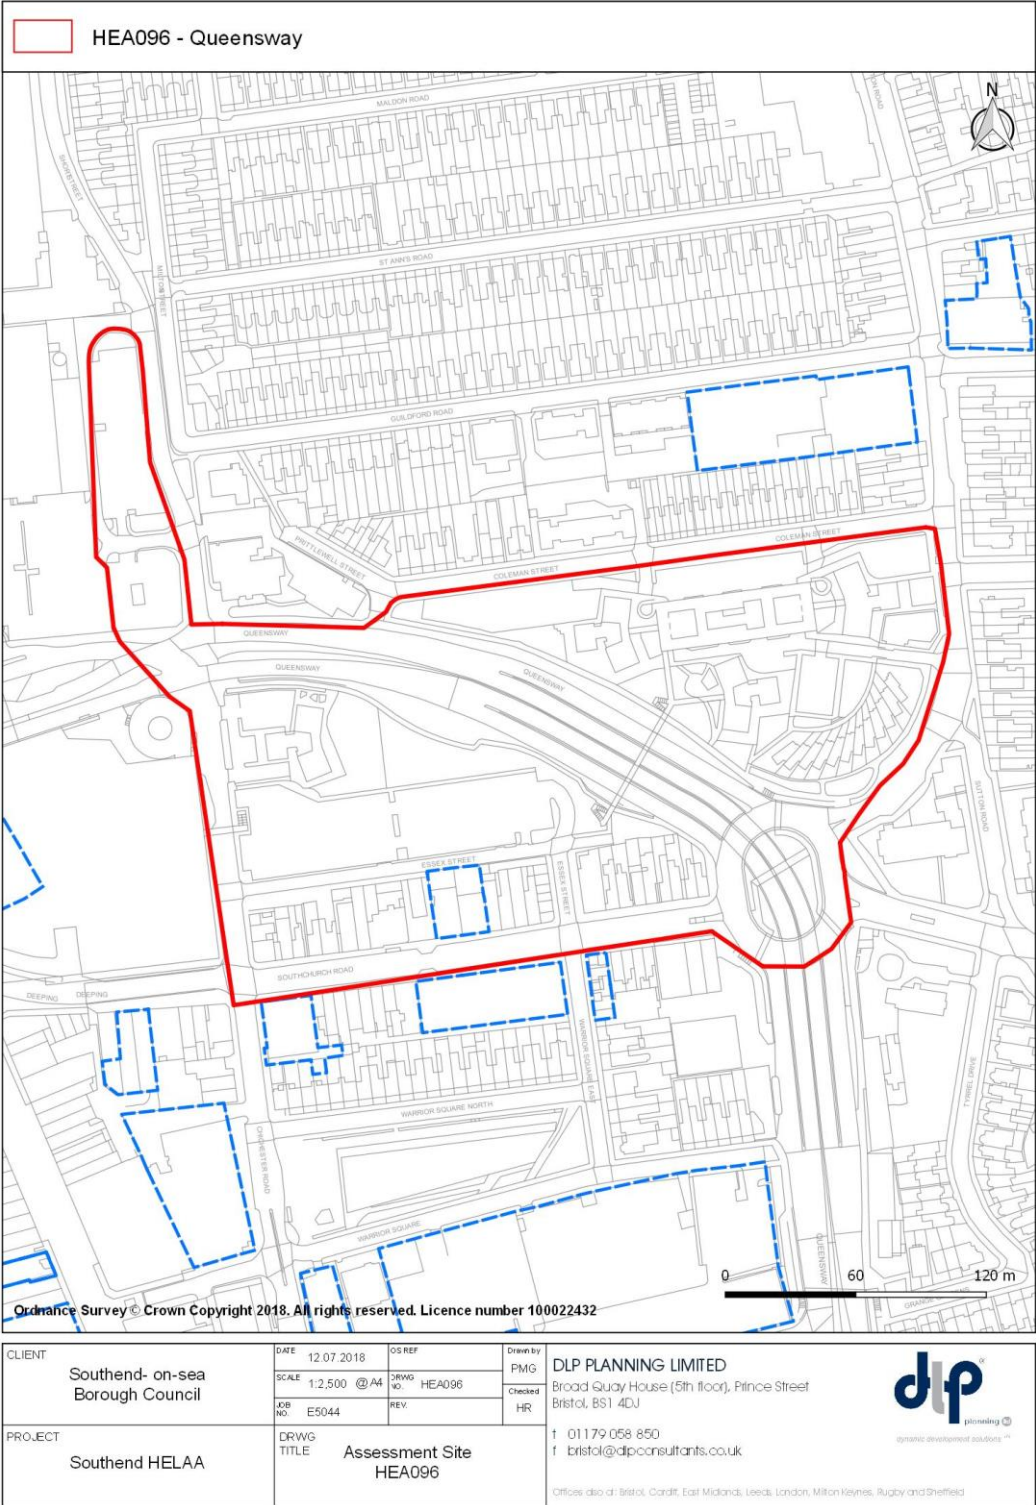 HEA096 - Queensway
N
MALDON ROAD
SHORT STREET
MILTON STREET
ST ANN'S ROAD
GUILDFORD ROAD
PRITTLEWELL STREET
COLEMAN STREET
COLEMAN STREET
QUEENSWAY
QUEENSWAY
QUEENSWAY
SUTTON ROAD
ESSEX STREET
ESSEX STREET
SOUTHCHURCH ROAD
DEEPING
DEEPING
WARRIOR SQUARE EAST
WARRIOR SQUARE NORTH
CHICHESTER ROAD
TYRREL DRIVE
WARRIOR SQUARE
QUEENSWAY
0 60 120 m
Ordnance Survey © Crown Copyright 2018. All rights reserved. Licence number 100022432
CLIENT
Southend- on-sea
Borough Council
PROJECT
Southend HELAA
DATE 12.07.2018
OS REF
SCALE 1:2,500 @ A4
DRWG NO. HEA096
JOB NO. E5044
REV.
Drawn by
PMG
Checked
HR
DRWG TITLE
Assessment Site
HEA096
DLP PLANNING LIMITED
Broad Quay House (5th floor), Prince Street
Bristol, BS1 4DJ
t 01179 058 850
f bristol@dlpconsultants.co.uk
Offices also at: Bristol, Cardiff, East Midlands, Leeds, London, Milton Keynes, Rugby and Sheffield
dlp
planning ltd
dynamic development solutions ™